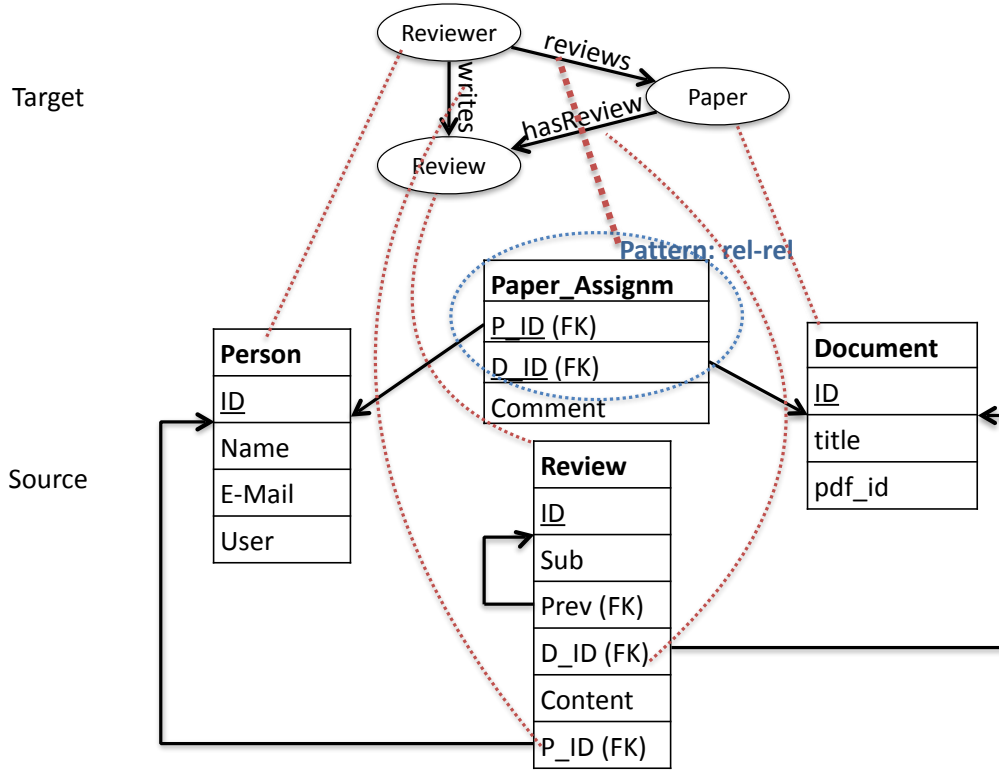 Reviewer
reviews
Target
writes
Paper
hasReview
Review
Pattern: rel-rel
Paper_Assignm
P_ID (FK)
D_ID (FK)
Comment
Person
ID
Name
E-Mail
User
Document
ID
title
pdf_id
Source
Review
ID
Sub
Prev (FK)
D_ID (FK)
Content
P_ID (FK)